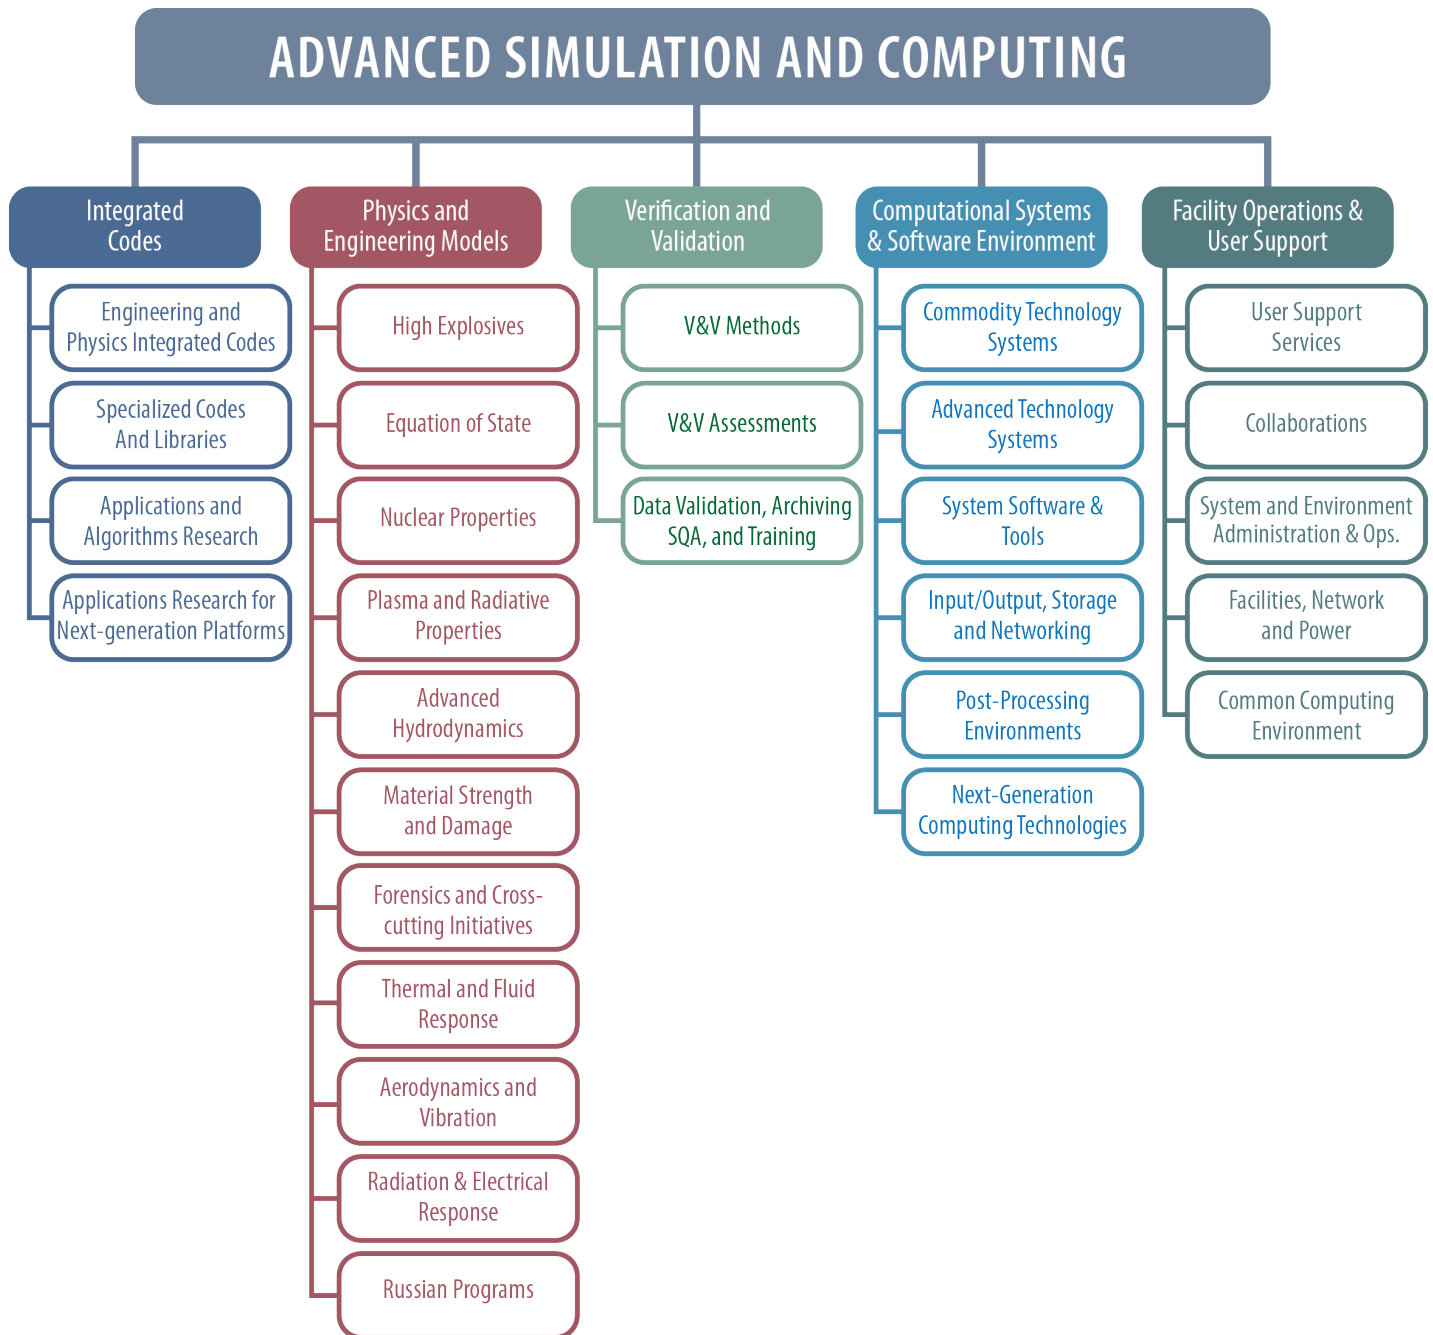 ADVANCED SIMULATION AND COMPUTING
Integrated
Codes
Engineering and
Physics Integrated Codes
Specialized Codes
And Libraries
Applications and
Algorithms Research
Applications Research for
Next-generation Platforms
Physics and
Engineering Models
High Explosives
Equation of State
Nuclear Properties
Plasma and Radiative
Properties
Advanced
Hydrodynamics
Material Strength
and Damage
Forensics and Cross-
cutting Initiatives
Thermal and Fluid
Response
Aerodynamics and
Vibration
Radiation & Electrical
Response
Russian Programs
Verification and
Validation
V&V Methods
V&V Assessments
Data Validation, Archiving
SQA, and Training
Computational Systems
& Software Environment
Commodity Technology
Systems
Advanced Technology
Systems
System Software &
Tools
Input/Output, Storage
and Networking
Post-Processing
Environments
Next-Generation
Computing Technologies
Facility Operations &
User Support
User Support
Services
Collaborations
System and Environment
Administration & Ops.
Facilities, Network
and Power
Common Computing
Environment